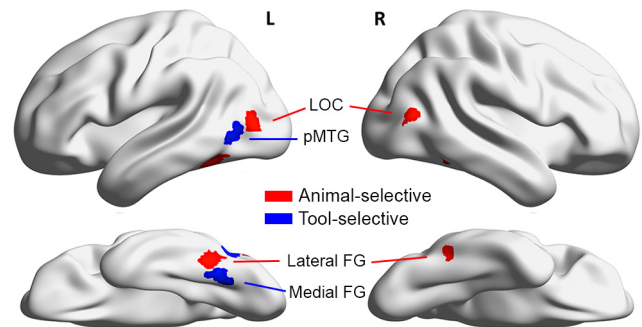 L
R
LOC
pMTG
Animal-selective
Tool-selective
Lateral FG
Medial FG